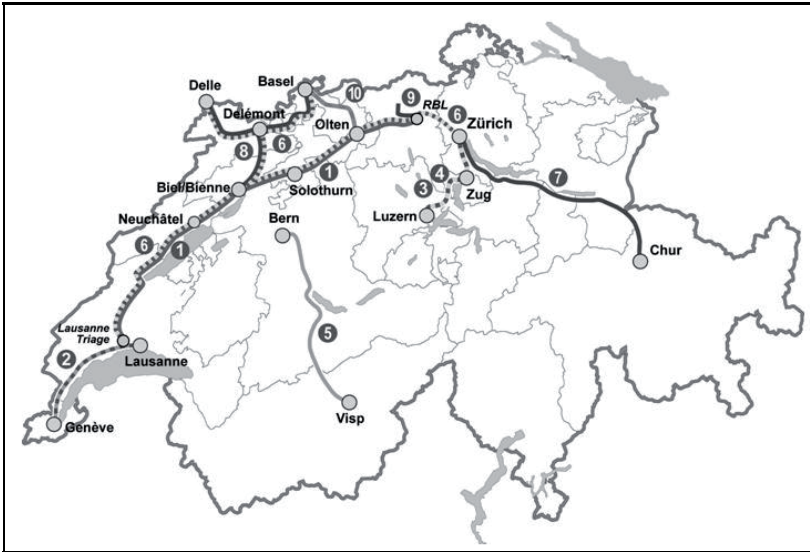 Basel
Delle
10
9
RBL
Delémont
6
Olten
6
Zürich
8
1
4
7
Biel/Bienne
Solothurn
3
Zug
Neuchâtel
Bern
Luzern
6
1
Chur
Lausanne
Triage
5
2
Lausanne
Visp
Genève